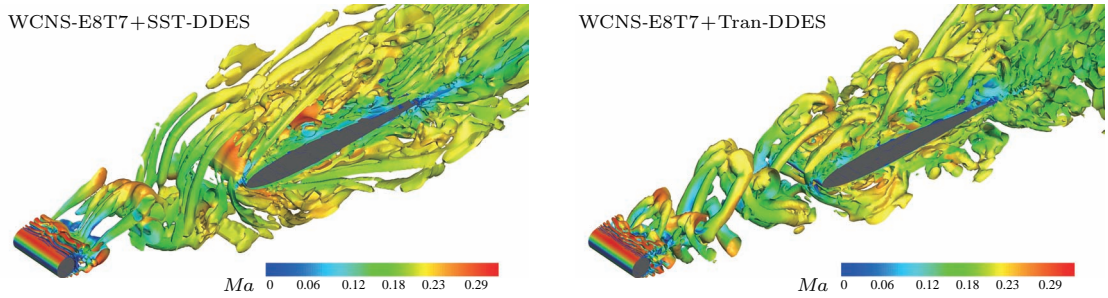 WCNS-E8T7+SST-DDES
WCNS-E8T7+Tran-DDES
Ma 0 0.06 0.12 0.18 0.23 0.29
Ma 0 0.06 0.12 0.18 0.23 0.29